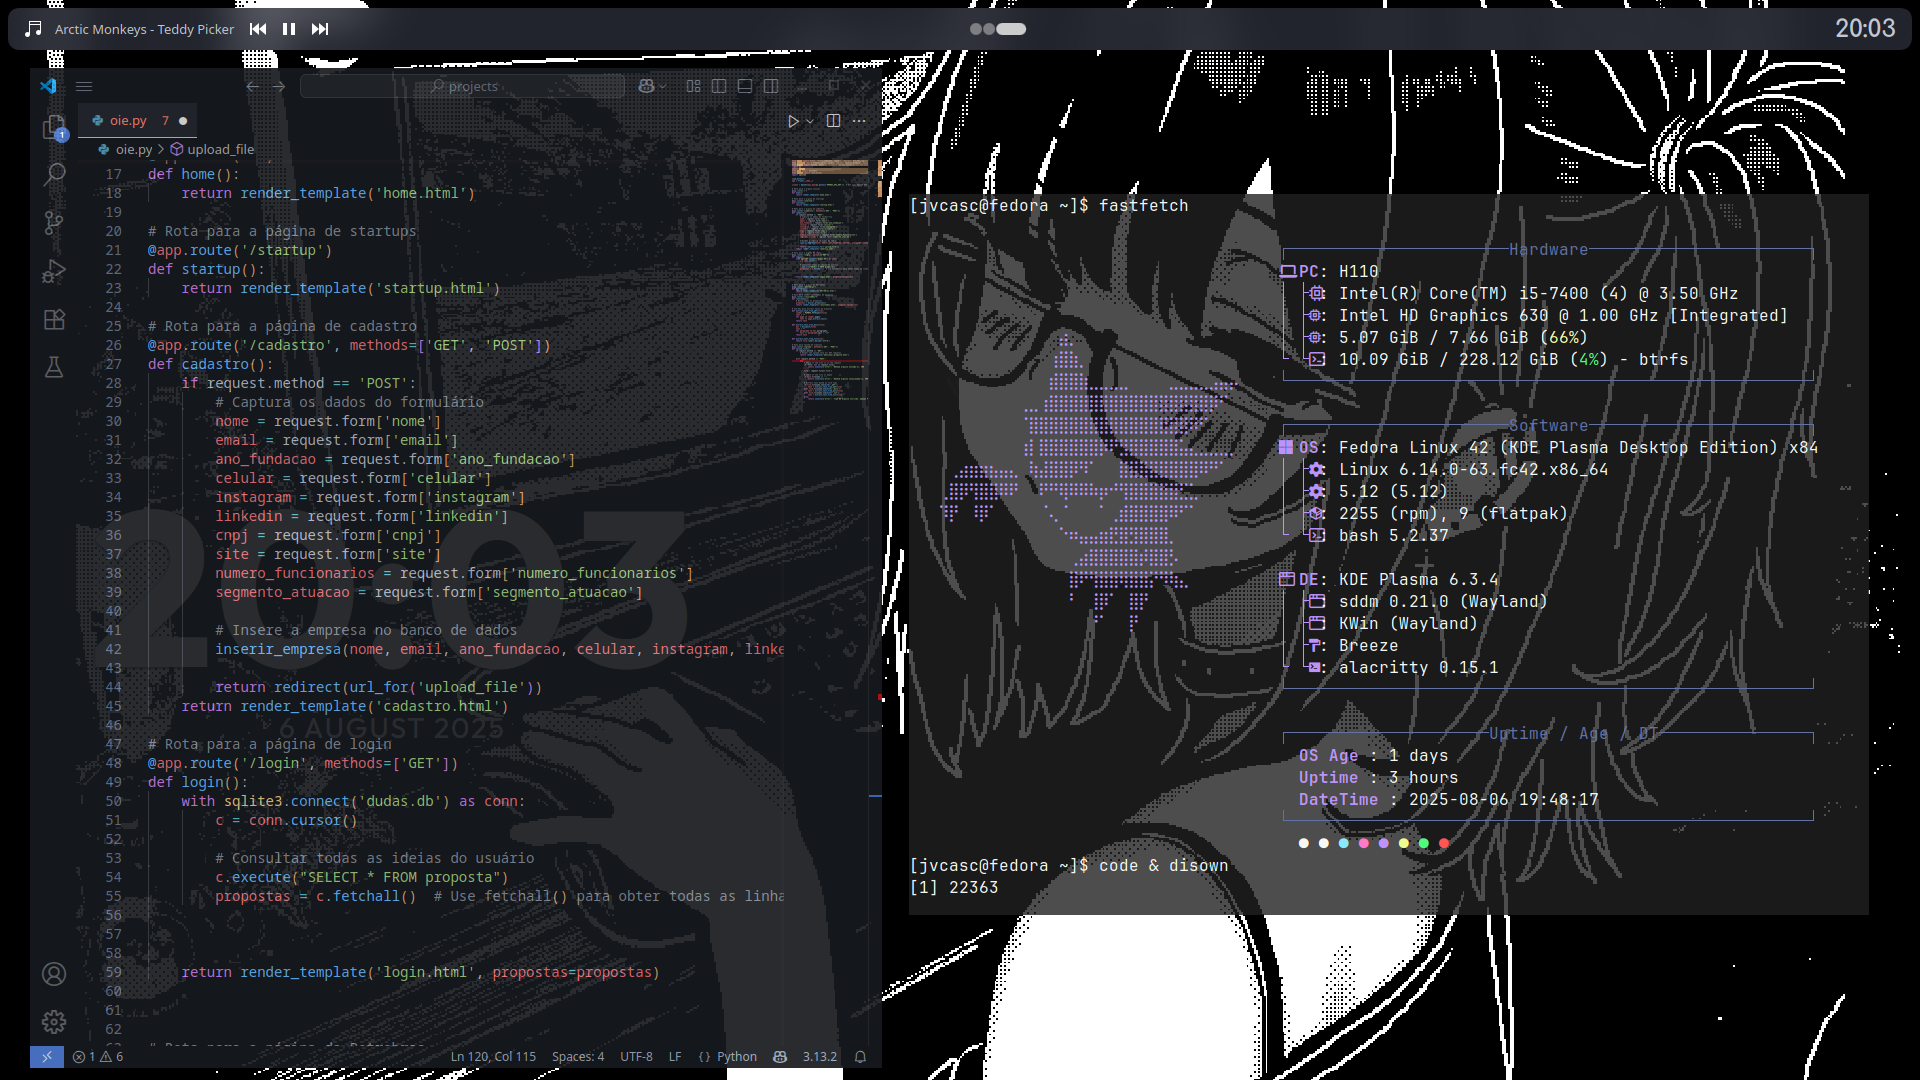 Arctic Monkeys - Teddy Picker
20:03
projects
oie.py 7
1
oie.py > upload_file
17 def home():
18 return render_template('home.html')
19
20 # Rota para a página de startups
21 @app.route('/startup')
22 def startup():
23 return render_template('startup.html')
24
25 # Rota para a página de cadastro
26 @app.route('/cadastro', methods=['GET', 'POST'])
27 def cadastro():
28 if request.method == 'POST':
29 # Captura os dados do formulário
30 nome = request.form['nome']
31 email = request.form['email']
32 ano_fundacao = request.form['ano_fundacao']
33 celular = request.form['celular']
34 instagram = request.form['instagram']
35 linkedin = request.form['linkedin']
36 cnpj = request.form['cnpj']
37 site = request.form['site']
38 numero_funcionarios = request.form['numero_funcionarios']
39 segmento_atuacao = request.form['segmento_atuacao']
40
41 # Insere a empresa no banco de dados
42 inserir_empresa(nome, email, ano_fundacao, celular, instagram, linke
43
44 return redirect(url_for('upload_file'))
45 return render_template('cadastro.html')
46
47 # Rota para a página de login
48 @app.route('/login', methods=['GET'])
49 def login():
50 with sqlite3.connect('dudas.db') as conn:
51 c = conn.cursor()
52
53 # Consultar todas as ideias do usuário
54 c.execute("SELECT * FROM proposta")
55 propostas = c.fetchall() # Use fetchall() para obter todas as linha
56
57
58
59 return render_template('login.html', propostas=propostas)
60
61
62
20:03
6 AUGUST 2025
1 6
Ln 120, Col 115 Spaces: 4 UTF-8 LF {} Python 3.13.2
[jvcasc@fedora ~]$ fastfetch
Hardware
PC: H110
: Intel(R) Core(TM) i5-7400 (4) @ 3.50 GHz
: Intel HD Graphics 630 @ 1.00 GHz [Integrated]
: 5.07 GiB / 7.66 GiB (66%)
: 10.09 GiB / 228.12 GiB (4%) - btrfs
Software
OS: Fedora Linux 42 (KDE Plasma Desktop Edition) x84
: Linux 6.14.0-63.fc42.x86_64
: 5.12 (5.12)
: 2255 (rpm), 9 (flatpak)
: bash 5.2.37
DE: KDE Plasma 6.3.4
: sddm 0.21.0 (Wayland)
: KWin (Wayland)
: Breeze
: alacritty 0.15.1
Uptime / Age / DT
OS Age : 1 days
Uptime : 3 hours
DateTime : 2025-08-06 19:48:17
[jvcasc@fedora ~]$ code & disown
[1] 22363